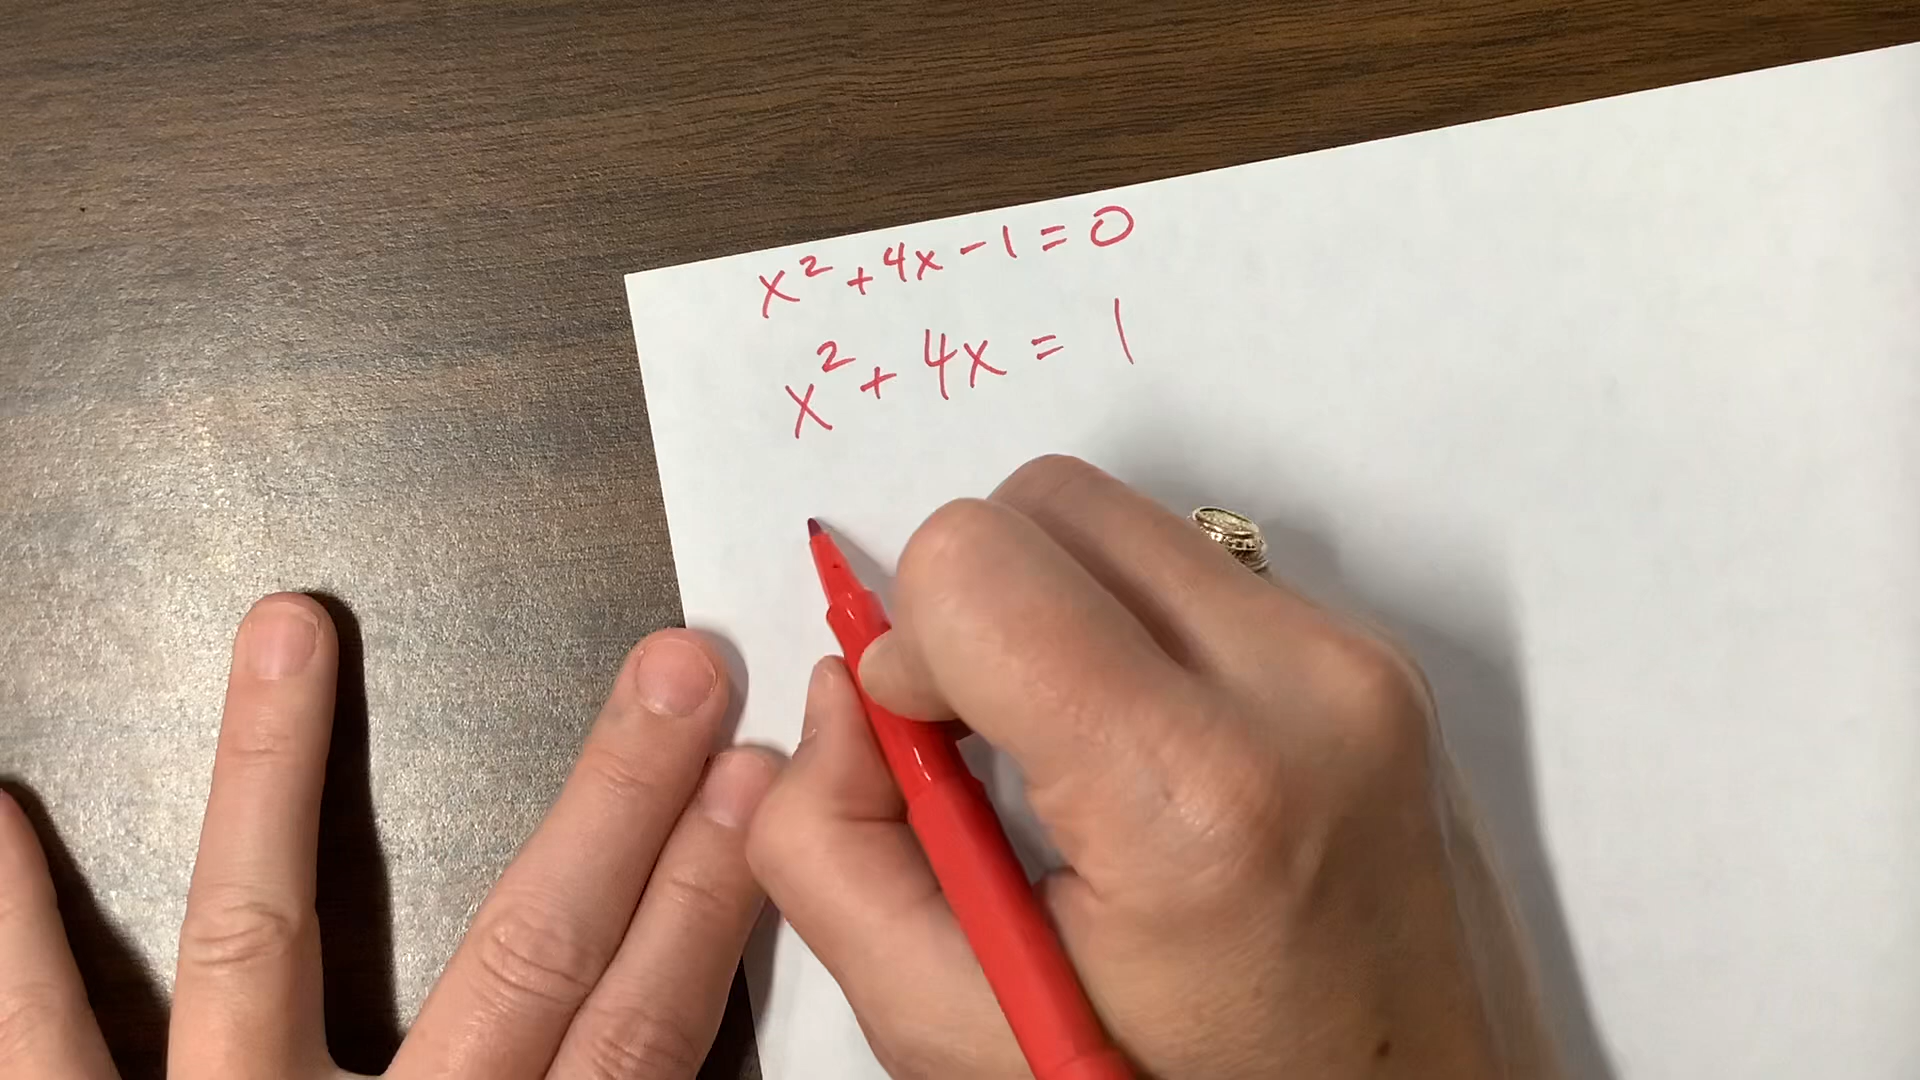 x² + 4x - 1 = 0
x² + 4x = 1